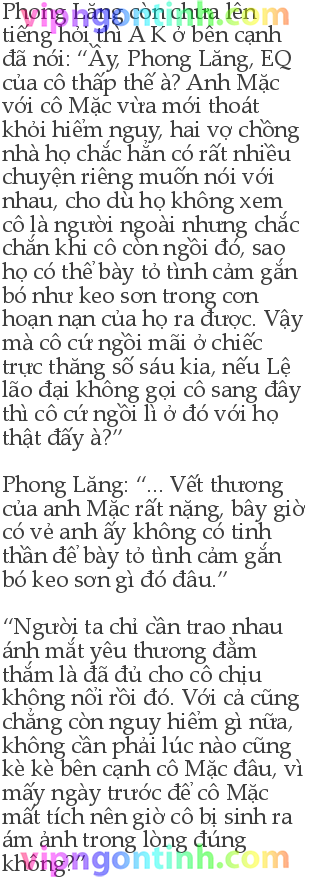 Phong Lăng còn chưa lên
tiếng hỏi thì A K ở bên cạnh
đã nói: “Ầy, Phong Lăng, EQ
của cô thấp thế à? Anh Mặc
với cô Mặc vừa mới thoát
khỏi hiểm nguy, hai vợ chồng
nhà họ chắc hẳn có rất nhiều
chuyện riêng muốn nói với
nhau, cho dù họ không xem
cô là người ngoài nhưng chắc
chắn khi cô còn ngồi đó, sao
họ có thể bày tỏ tình cảm gắn
bó như keo sơn trong cơn
hoạn nạn của họ ra được. Vậy
mà cô cứ ngồi mãi ở chiếc
trực thăng số sáu kia, nếu Lệ
lão đại không gọi cô sang đây
thì cô cứ ngồi lì ở đó với họ
thật đấy à?”
Phong Lăng: “... Vết thương
của anh Mặc rất nặng, bây giờ
có vẻ anh ấy không có tinh
thần để bày tỏ tình cảm gắn
bó keo sơn gì đó đâu.”
“Người ta chỉ cần trao nhau
ánh mắt yêu thương đằm
thắm là đã đủ cho cô chịu
không nổi rồi đó. Với cả cũng
chẳng còn nguy hiểm gì nữa,
không cần phải lúc nào cũng
kè kè bên cạnh cô Mặc đâu, vì
mấy ngày trước để cô Mặc
mất tích nên giờ cô bị sinh ra
ám ảnh trong lòng đúng
không?”
vipngontinh.com
vipngontinh.com